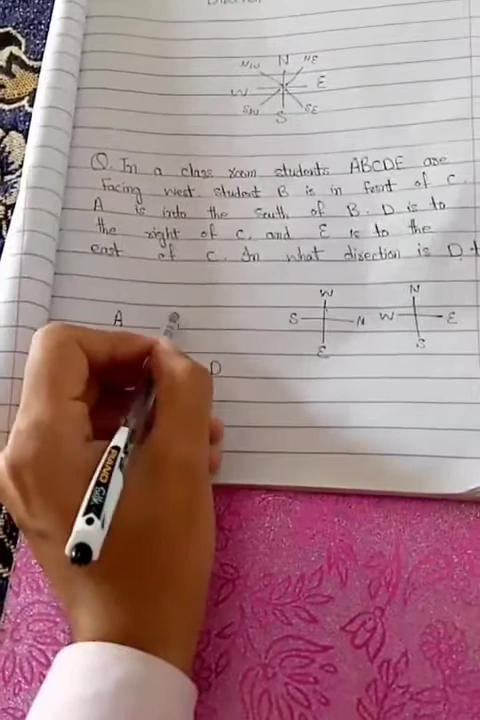 N
NW NE
W E
SW SE
S
Q. In a class room students ABCDE are
Facing west. student B is in front of C.
A is into the South of B. D is to
the right of C. and E is to the
east of C. In what direction is D
W
S N
E
N
W E
S
A
D
PIANO